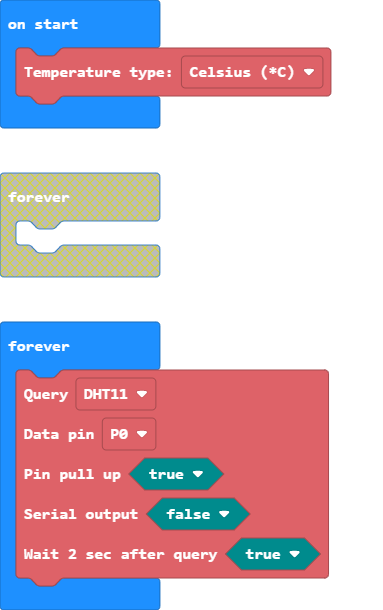 on start
Temperature type: Celsius (*C)
forever
forever
Query DHT11
Data pin P0
Pin pull up true
Serial output false
Wait 2 sec after query true